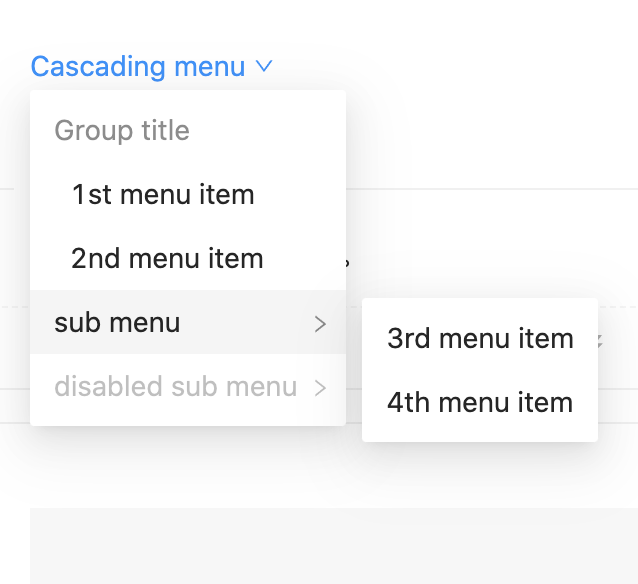 Cascading menu
Group title
1st menu item
2nd menu item
sub menu
disabled sub menu
3rd menu item
4th menu item